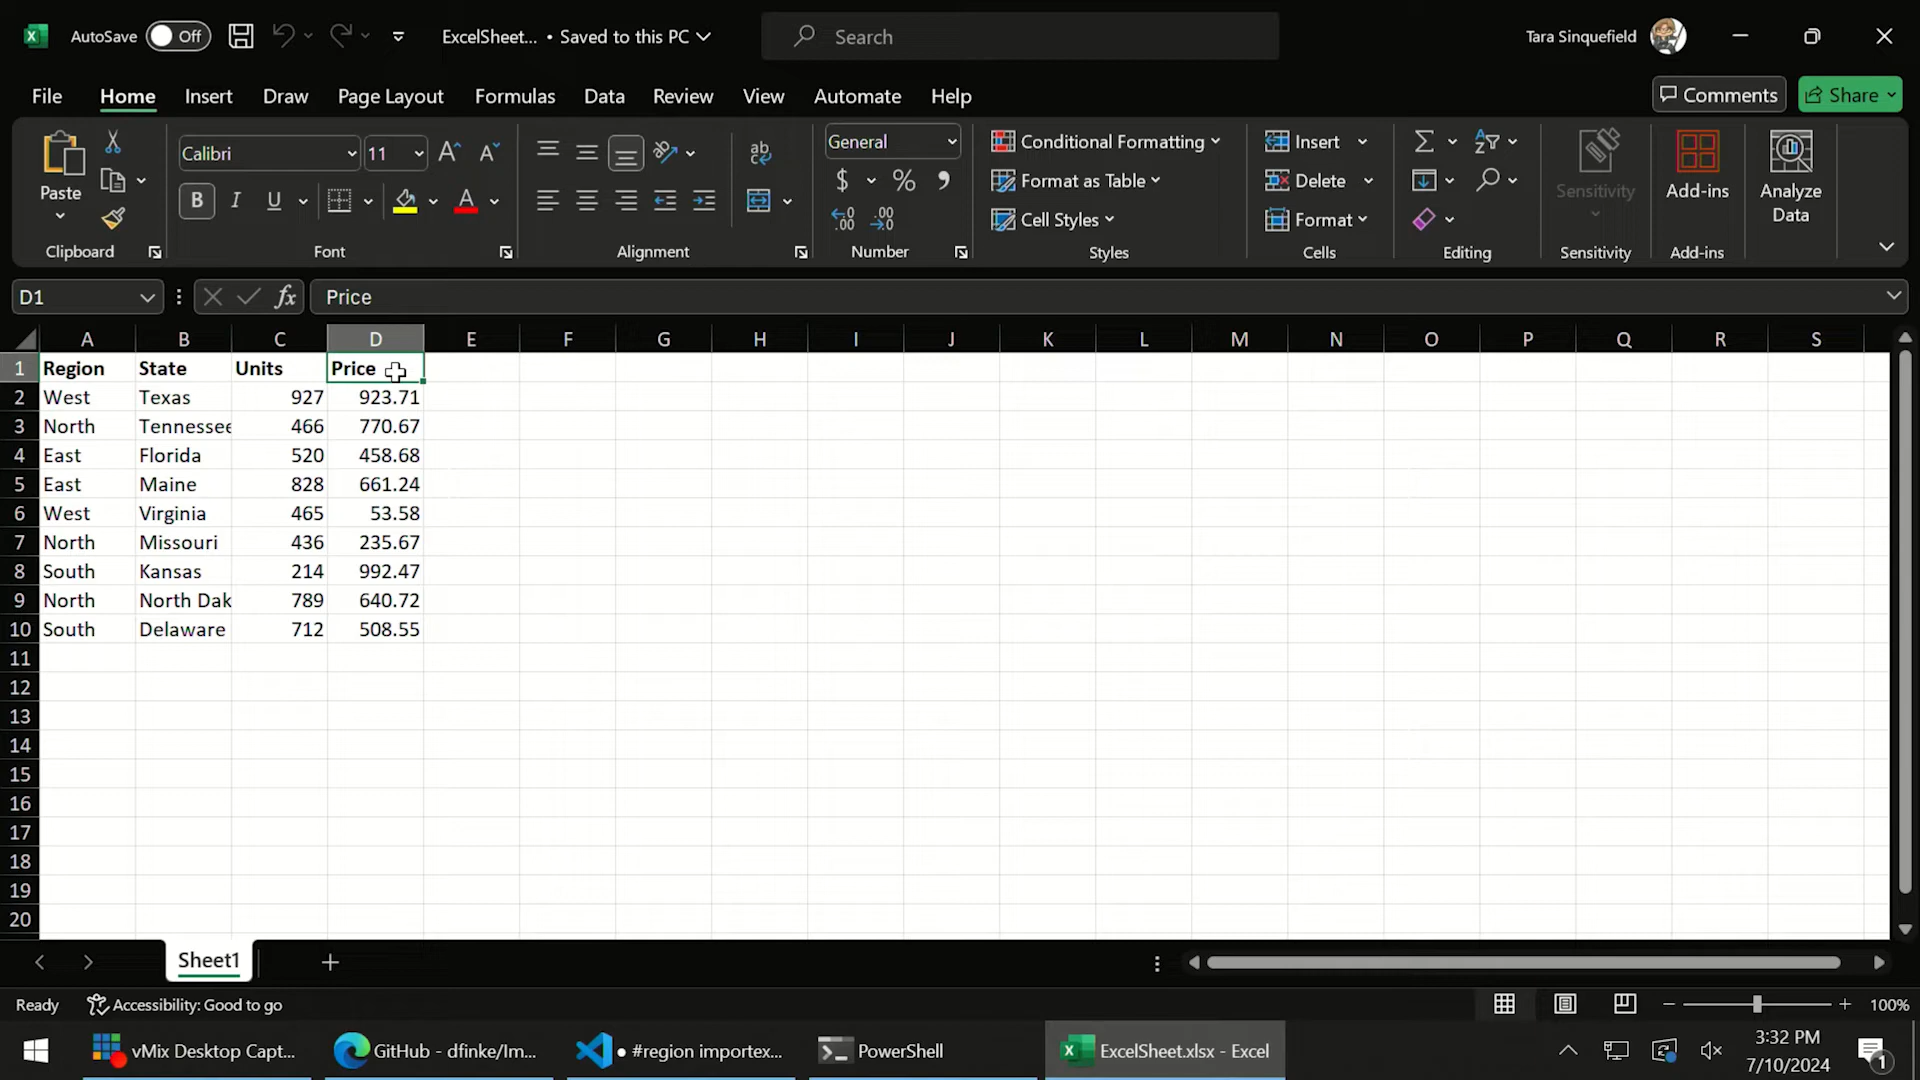 AutoSave Off ExcelSheet... • Saved to this PC Search Tara Sinquefield
File Home Insert Draw Page Layout Formulas Data Review View Automate Help Comments Share
Paste
Clipboard
Calibri 11
B I U A
Font
ab
Alignment
General
$ % ,
.00
Number
Conditional Formatting
Format as Table
Cell Styles
Styles
Insert
Delete
Format
Cells
Editing
Sensitivity
Sensitivity
Add-ins
Add-ins
Analyze
Data
D1 fx Price
A B C D E F G H I J K L M N O P Q R S
1 Region State Units Price
2 West Texas 927 923.71
3 North Tennessee 466 770.67
4 East Florida 520 458.68
5 East Maine 828 661.24
6 West Virginia 465 53.58
7 North Missouri 436 235.67
8 South Kansas 214 992.47
9 North North Dak 789 640.72
10 South Delaware 712 508.55
11
12
13
14
15
16
17
18
19
20
Sheet1
Ready Accessibility: Good to go 100%
vMix Desktop Capt... GitHub - dfinke/Im... ● #region importex... PowerShell ExcelSheet.xlsx - Excel
3:32 PM
7/10/2024
1